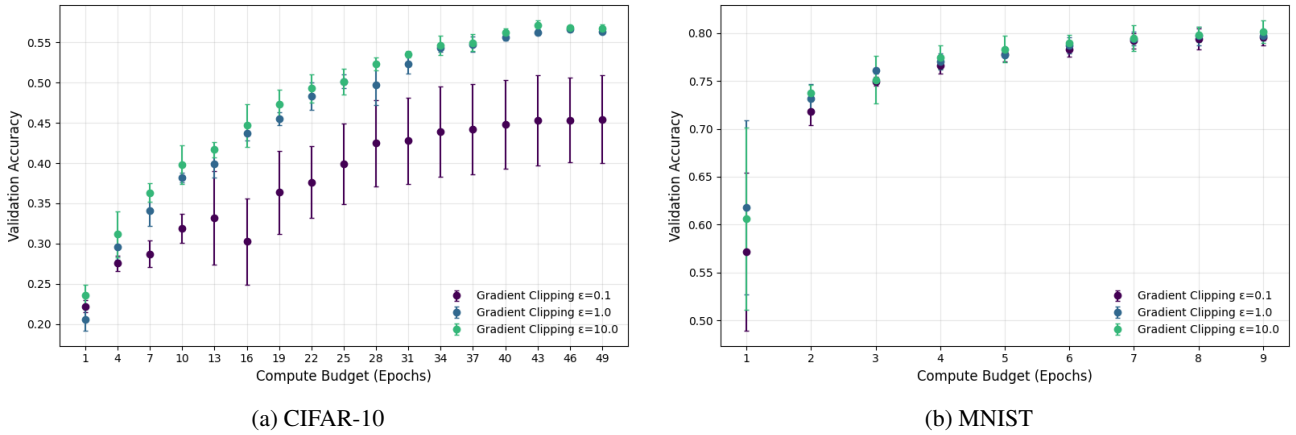 0.55
0.50
0.45
0.40
0.35
0.30
0.25
0.20
Validation Accuracy
Gradient Clipping ε=0.1
Gradient Clipping ε=1.0
Gradient Clipping ε=10.0
1 4 7 10 13 16 19 22 25 28 31 34 37 40 43 46 49
Compute Budget (Epochs)
(a) CIFAR-10
0.80
0.75
0.70
0.65
0.60
0.55
0.50
Validation Accuracy
Gradient Clipping ε=0.1
Gradient Clipping ε=1.0
Gradient Clipping ε=10.0
1 2 3 4 5 6 7 8 9
Compute Budget (Epochs)
(b) MNIST